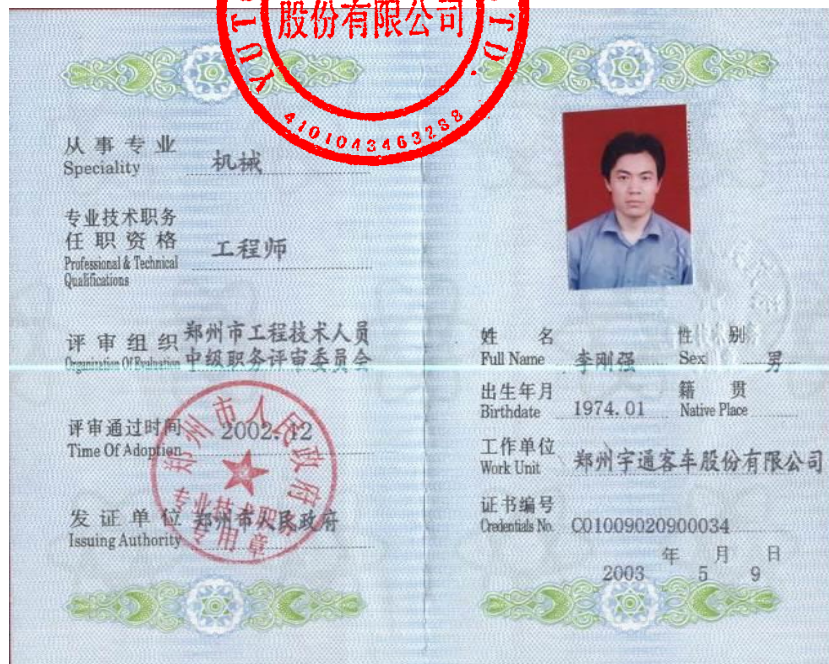 股份有限公司
YUT
LTD.
4101043463288
从事专业
Speciality
机械
专业技术职务
任职资格
Professional & Technical
Qualifications
工程师
评审组织
Organization Of Evaluation
郑州市工程技术人员
中级职务评审委员会
评审通过时间
Time Of Adoption
2002.12
发证单位
Issuing Authority
郑州市人民政府
郑州市人民政府
专业技术职务
专用章
姓名
Full Name
李刚强
性别
Sex
男
出生年月
Birthdate
1974.01
籍贯
Native Place
工作单位
Work Unit
郑州宇通客车股份有限公司
证书编号
Credentials No.
C01009020900034
年 月 日
2003 5 9